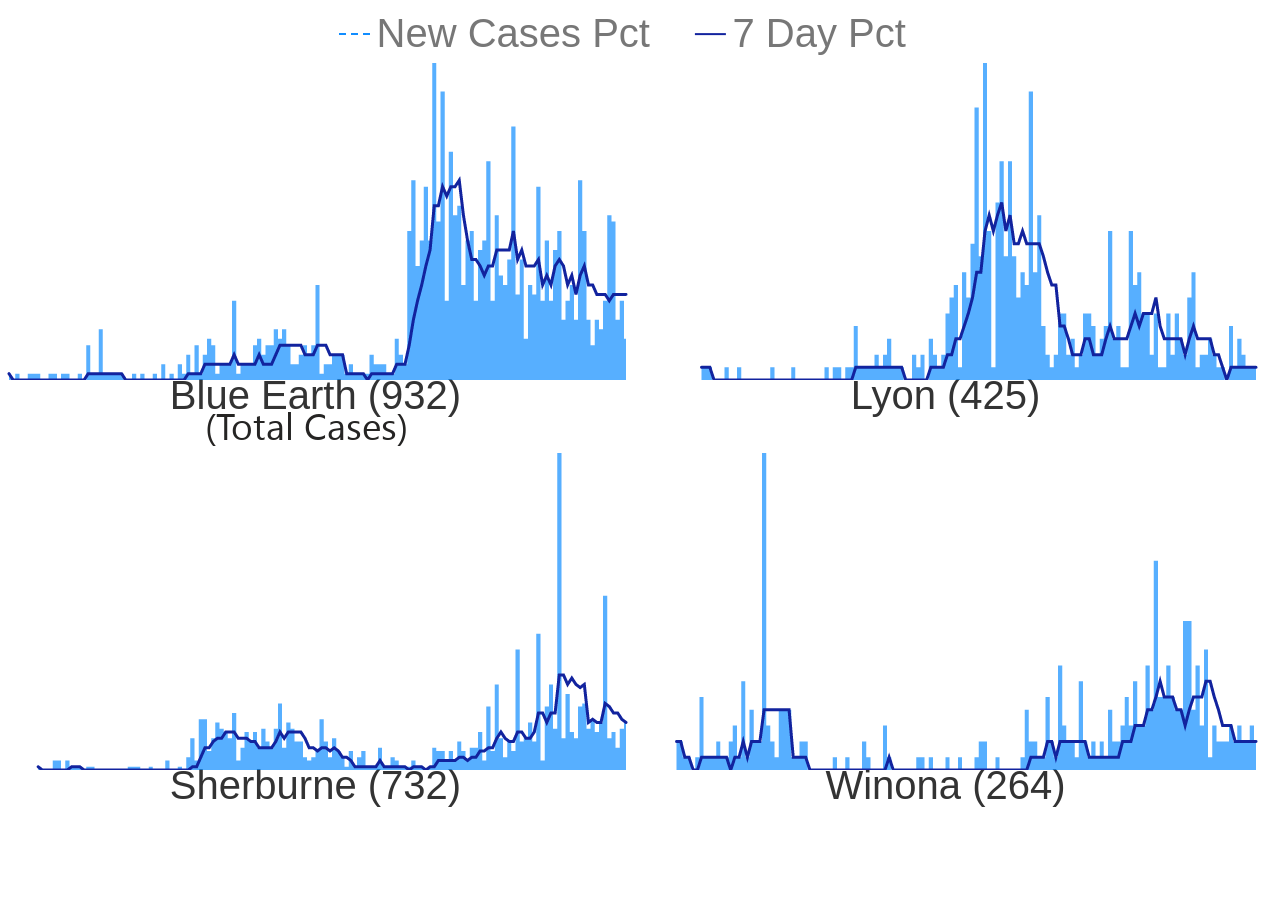 New Cases Pct 7 Day Pct
Blue Earth (932)
(Total Cases)
Lyon (425)
Sherburne (732)
Winona (264)